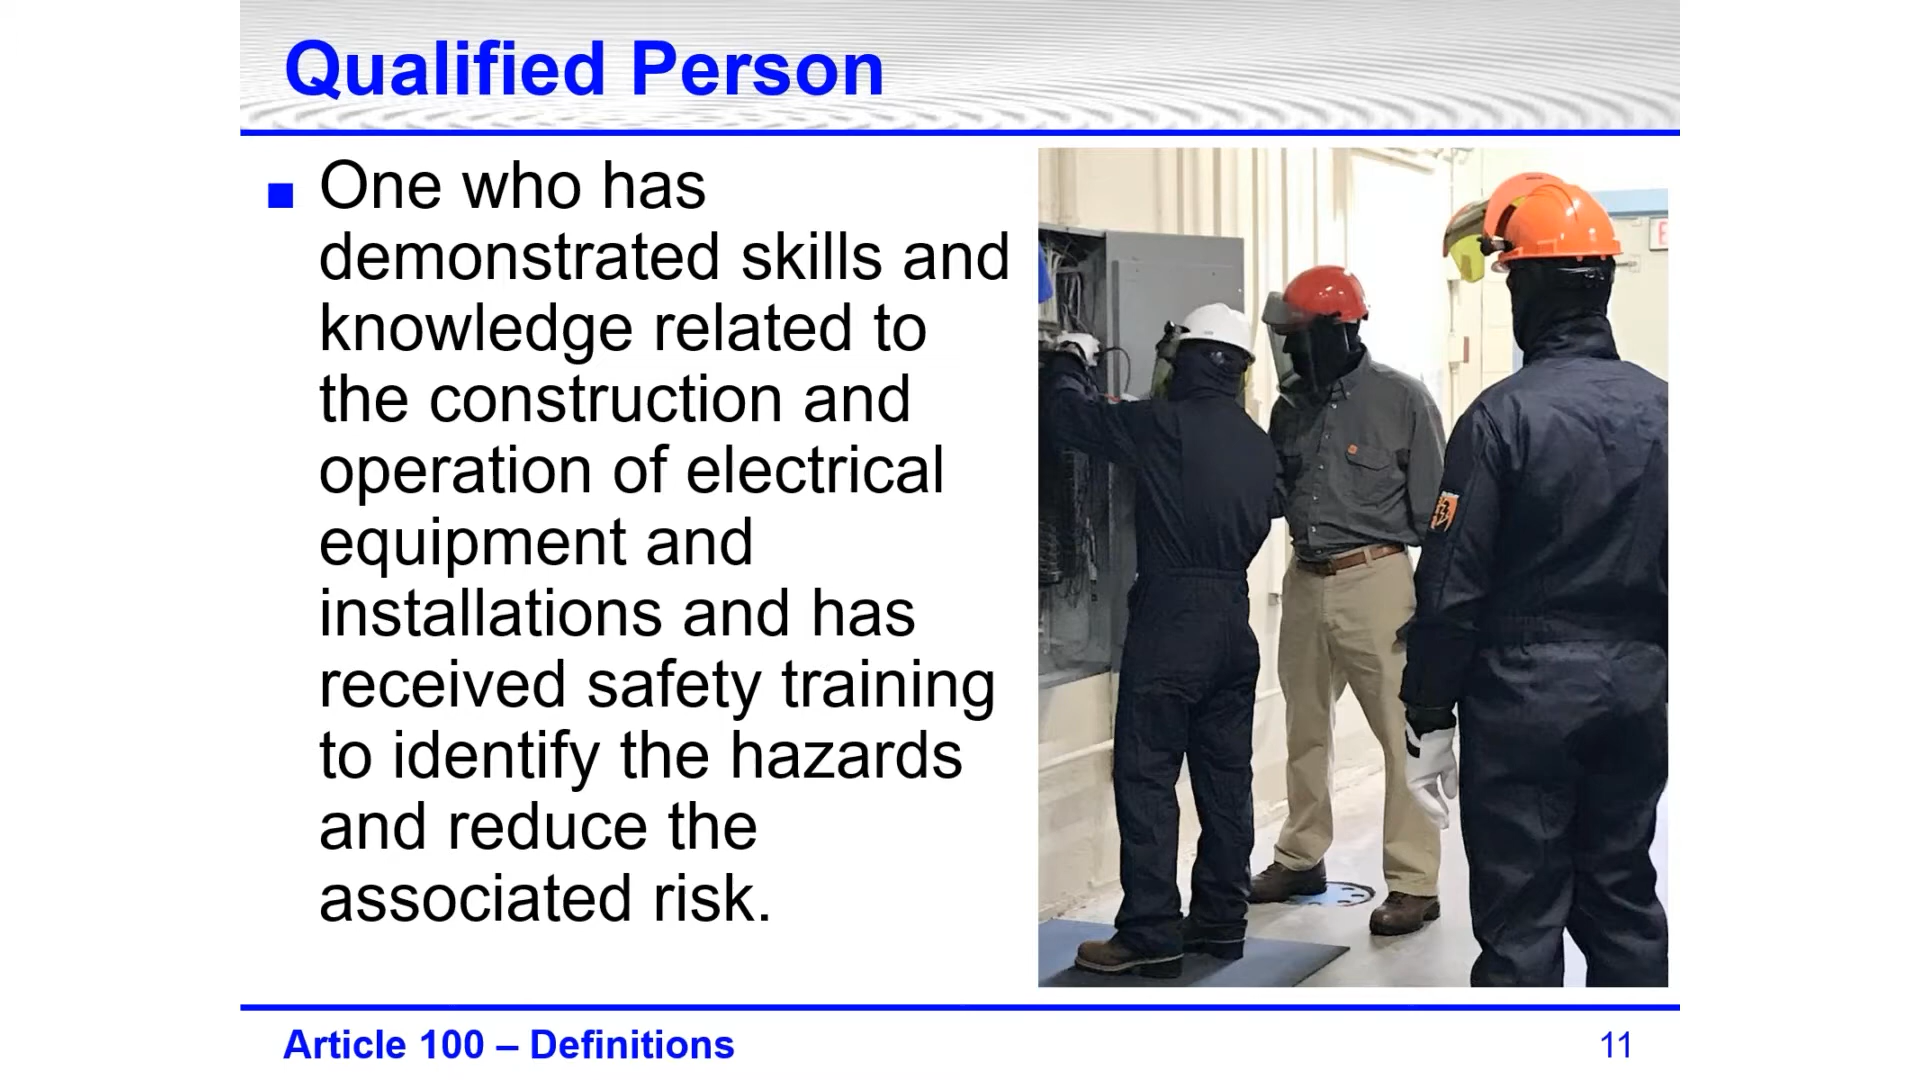 Qualified Person
One who has
demonstrated skills and
knowledge related to
the construction and
operation of electrical
equipment and
installations and has
received safety training
to identify the hazards
and reduce the
associated risk.
Article 100 – Definitions
11